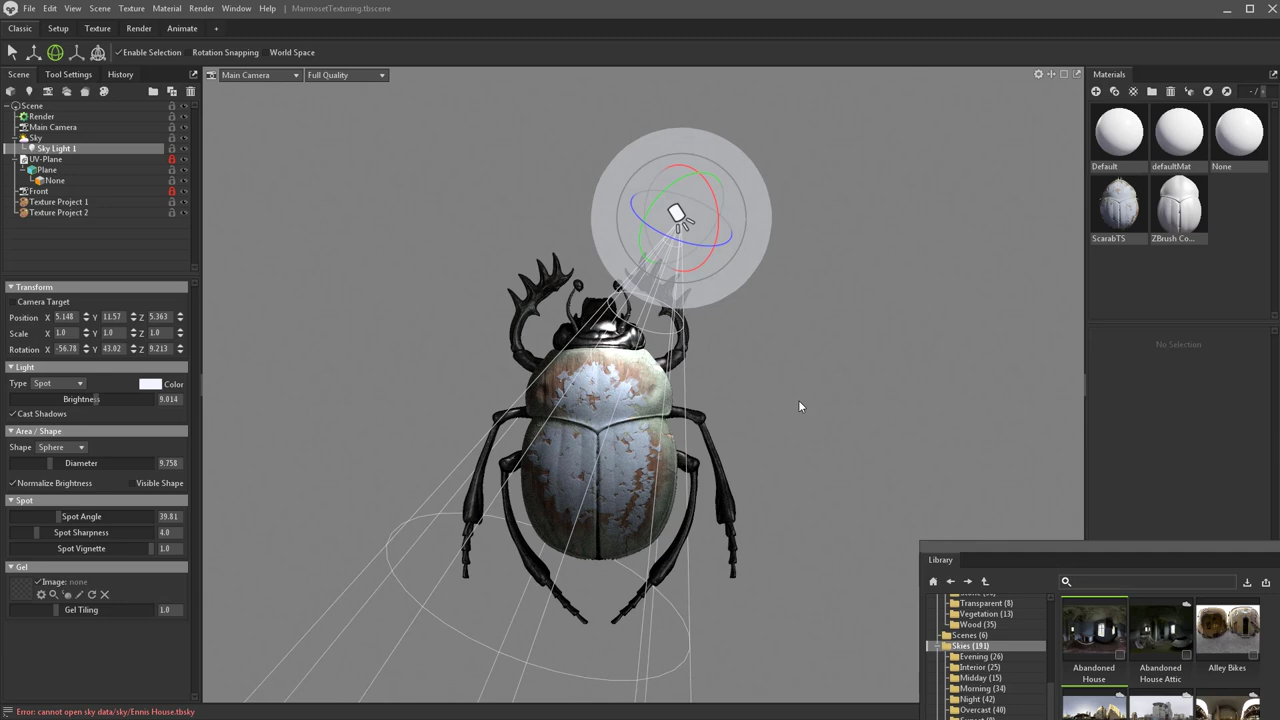 File Edit View Scene Texture Material Render Window Help MarmosetTexturing.tbscene
Classic Setup Texture Render Animate +
Enable Selection Rotation Snapping World Space
Scene Tool Settings History
Main Camera Full Quality
Materials
Scene
Render
Main Camera
Sky
Sky Light 1
UV-Plane
Plane
None
Front
Texture Project 1
Texture Project 2
Default defaultMat None
ScarabTS ZBrush Co...
No Selection
Transform
Camera Target
Position X 5.148 Y 11.57 Z 5.363
Scale X 1.0 Y 1.0 Z 1.0
Rotation X -56.78 Y 43.02 Z 9.213
Light
Type Spot Color
Brightness 9.014
Cast Shadows
Area / Shape
Shape Sphere
Diameter 9.758
Normalize Brightness Visible Shape
Spot
Spot Angle 39.81
Spot Sharpness 4.0
Spot Vignette 1.0
Gel
Image: none
Gel Tiling 1.0
Library
Transparent (8)
Vegetation (13)
Wood (35)
Scenes (6)
Skies (191)
Evening (26)
Interior (25)
Midday (15)
Morning (34)
Night (42)
Overcast (40)
Abandoned House
Abandoned House Attic
Alley Bikes
Error: cannot open sky data/sky/Ennis House.tbsky